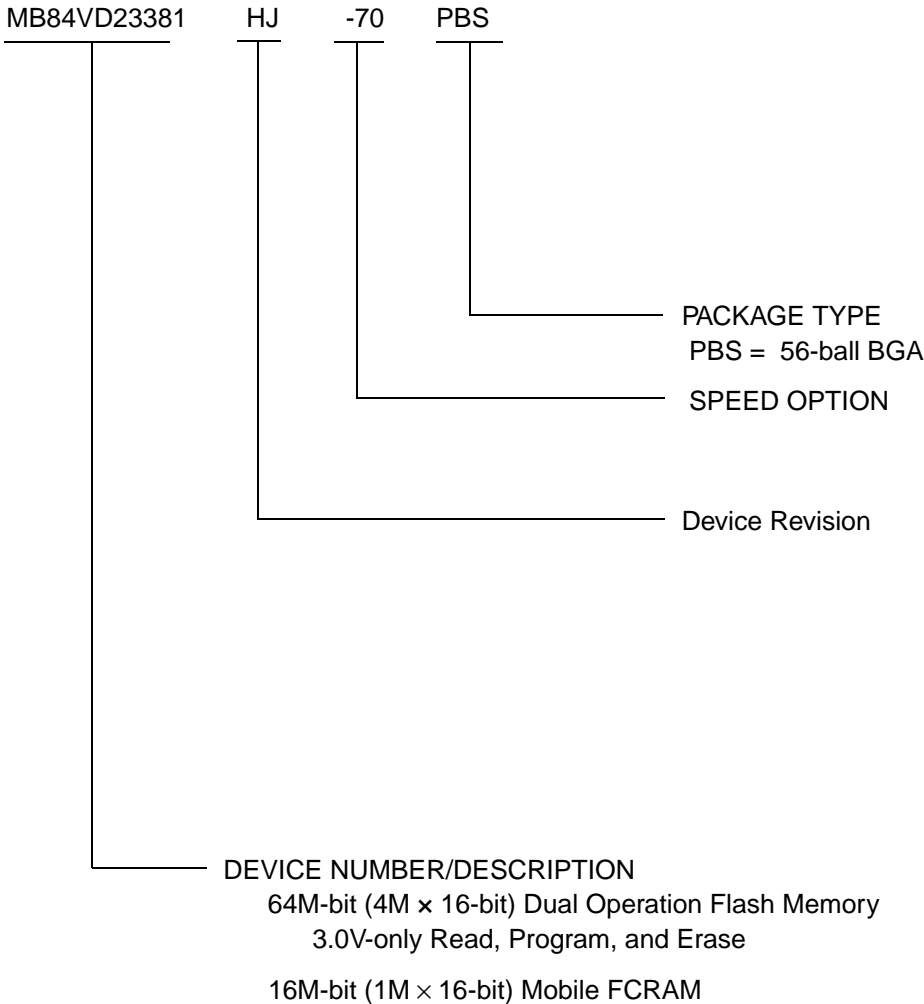 MB84VD23381 HJ -70 PBS
PACKAGE TYPE
PBS = 56-ball BGA
SPEED OPTION
Device Revision
DEVICE NUMBER/DESCRIPTION
64M-bit (4M × 16-bit) Dual Operation Flash Memory
3.0V-only Read, Program, and Erase
16M-bit (1M × 16-bit) Mobile FCRAM